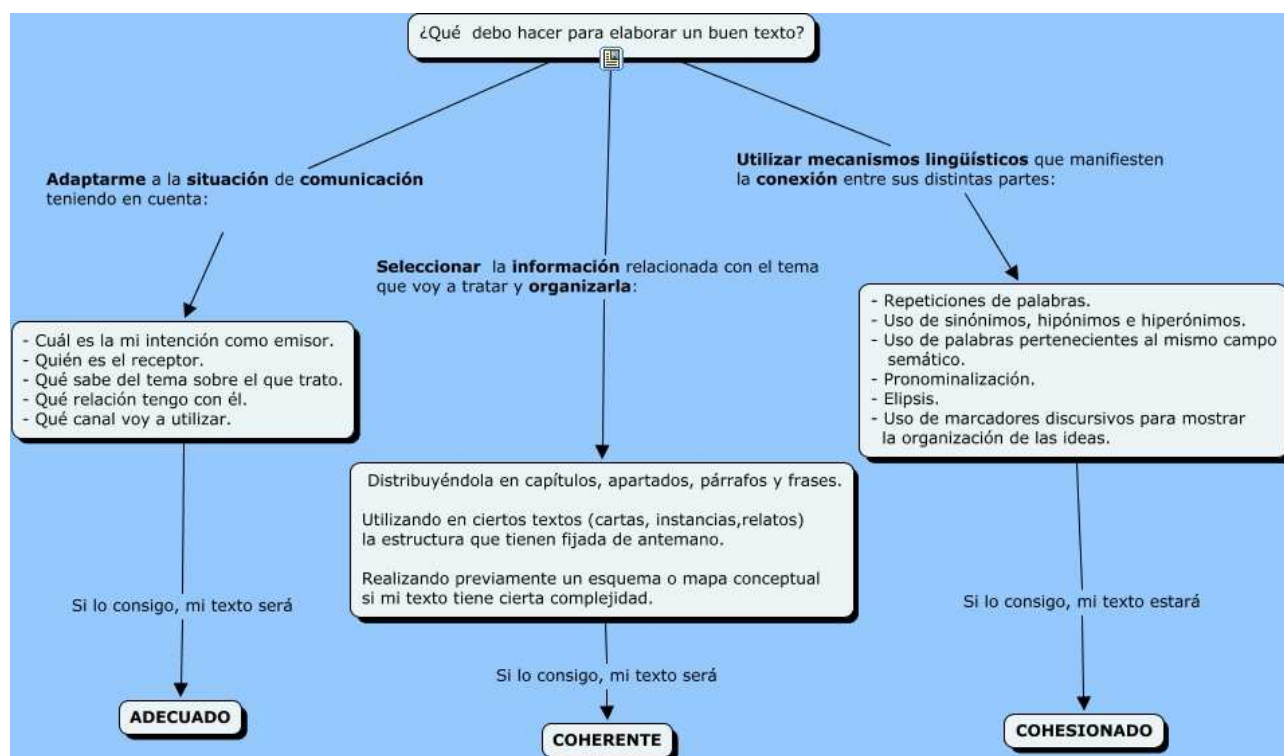 ¿Qué debo hacer para elaborar un buen texto?
Adaptarme a la situación de comunicación
teniendo en cuenta:
- Cuál es la mi intención como emisor.
- Quién es el receptor.
- Qué sabe del tema sobre el que trato.
- Qué relación tengo con él.
- Qué canal voy a utilizar.
Si lo consigo, mi texto será
ADECUADO
Seleccionar la información relacionada con el tema
que voy a tratar y organizarla:
Distribuyéndola en capítulos, apartados, párrafos y frases.
Utilizando en ciertos textos (cartas, instancias,relatos)
la estructura que tienen fijada de antemano.
Realizando previamente un esquema o mapa conceptual
si mi texto tiene cierta complejidad.
Si lo consigo, mi texto será
COHERENTE
Utilizar mecanismos lingüísticos que manifiesten
la conexión entre sus distintas partes:
- Repeticiones de palabras.
- Uso de sinónimos, hipónimos e hiperónimos.
- Uso de palabras pertenecientes al mismo campo
semático.
- Pronominalización.
- Elipsis.
- Uso de marcadores discursivos para mostrar
la organización de las ideas.
Si lo consigo, mi texto estará
COHESIONADO